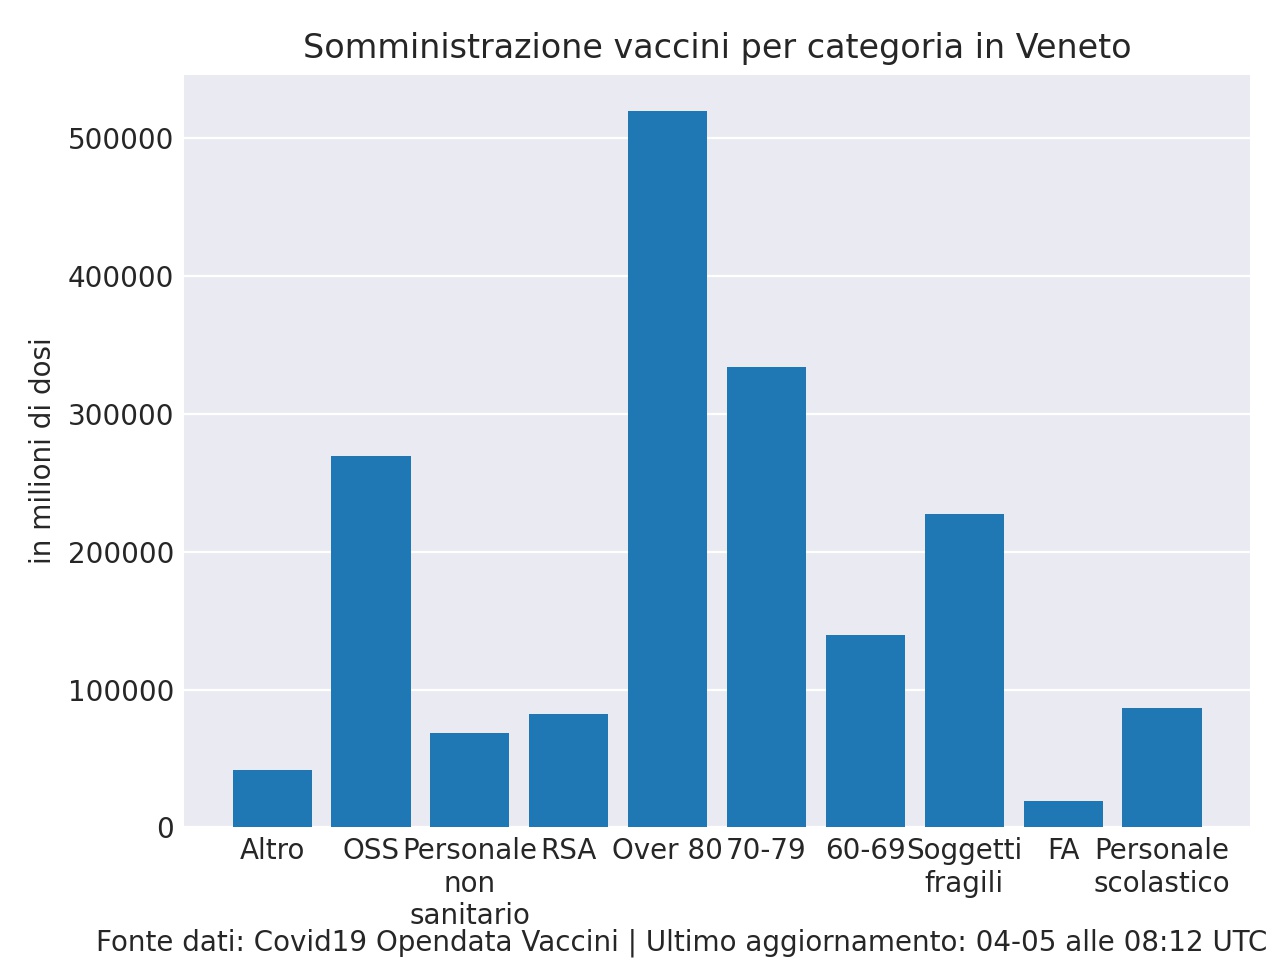 Somministrazione vaccini per categoria in Veneto
in milioni di dosi
500000
400000
300000
200000
100000
0
Altro
OSS
Personale
non
sanitario
RSA
Over 80
70-79
60-69
Soggetti
fragili
FA
Personale
scolastico
Fonte dati: Covid19 Opendata Vaccini | Ultimo aggiornamento: 04-05 alle 08:12 UTC